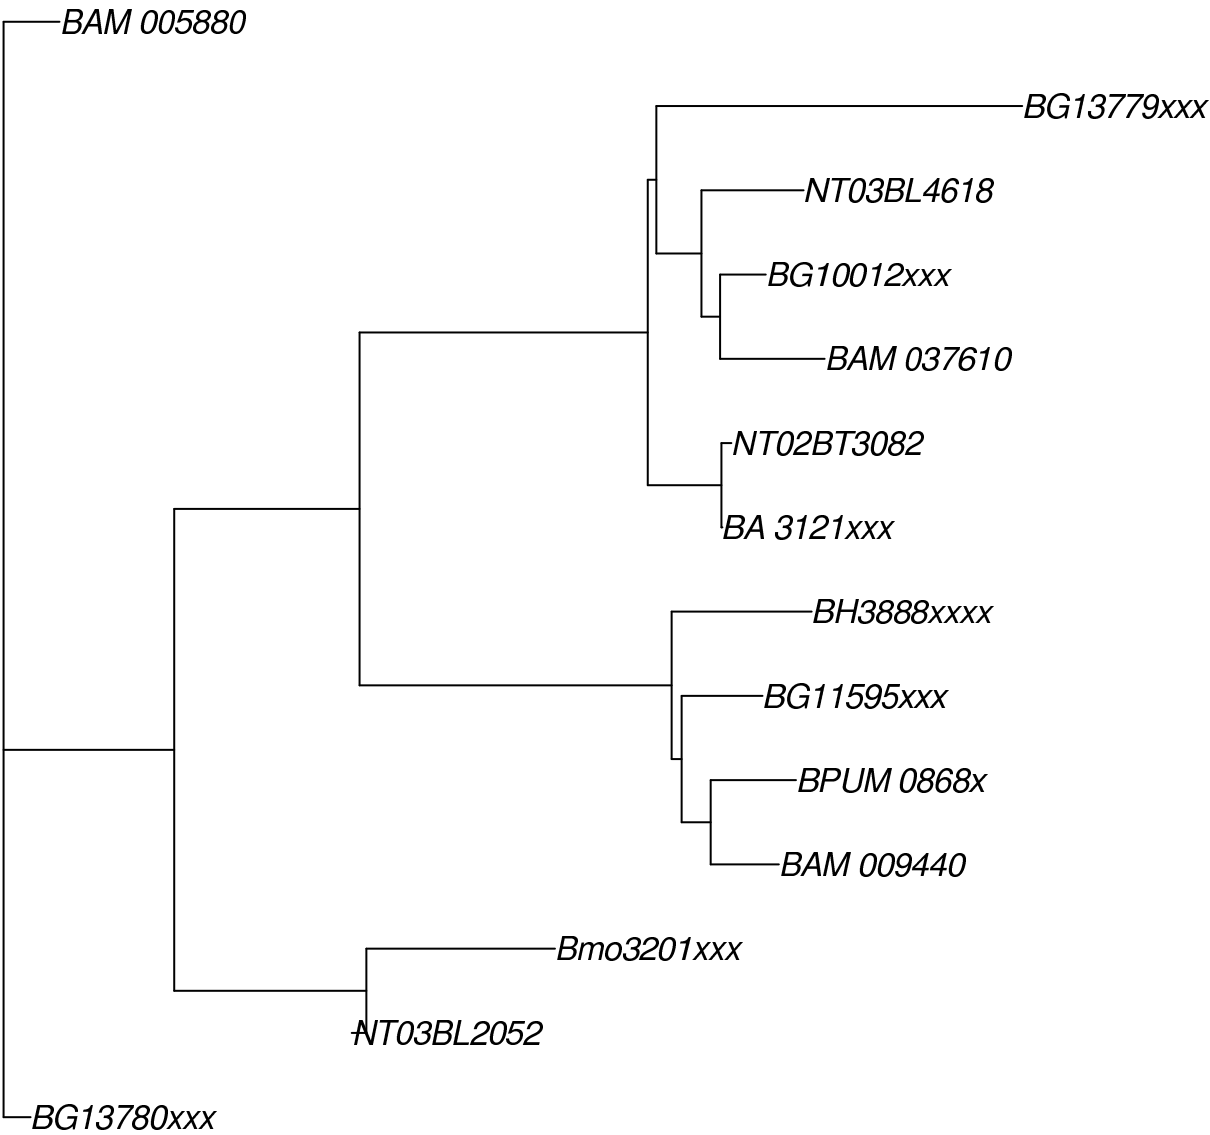 BAM 005880
BG13779xxx
NT03BL4618
BG10012xxx
BAM 037610
NT02BT3082
BA 3121xxx
BH3888xxxx
BG11595xxx
BPUM 0868x
BAM 009440
Bmo3201xxx
NT03BL2052
BG13780xxx